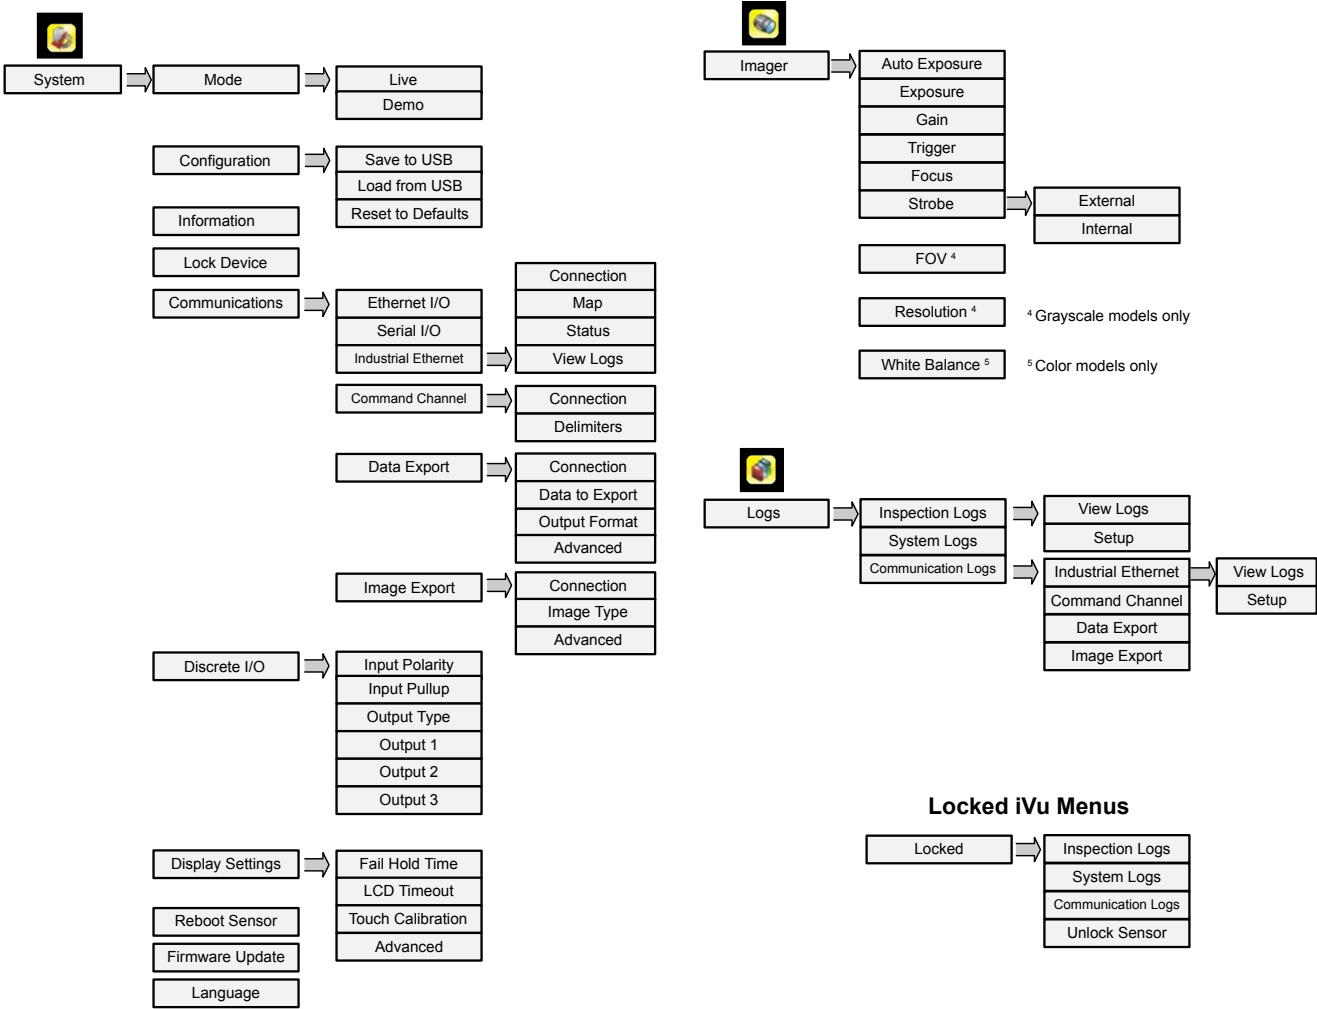 System
Mode
Live
Demo
Configuration
Save to USB
Load from USB
Reset to Defaults
Information
Lock Device
Communications
Ethernet I/O
Serial I/O
Industrial Ethernet
Connection
Map
Status
View Logs
Command Channel
Connection
Delimiters
Data Export
Connection
Data to Export
Output Format
Advanced
Image Export
Connection
Image Type
Advanced
Discrete I/O
Input Polarity
Input Pullup
Output Type
Output 1
Output 2
Output 3
Display Settings
Fail Hold Time
LCD Timeout
Touch Calibration
Advanced
Reboot Sensor
Firmware Update
Language
Imager
Auto Exposure
Exposure
Gain
Trigger
Focus
Strobe
External
Internal
FOV ⁴
Resolution ⁴
⁴ Grayscale models only
White Balance ⁵
⁵ Color models only
Logs
Inspection Logs
System Logs
Communication Logs
View Logs
Setup
Industrial Ethernet
Command Channel
Data Export
Image Export
View Logs
Setup
Locked iVu Menus
Locked
Inspection Logs
System Logs
Communication Logs
Unlock Sensor